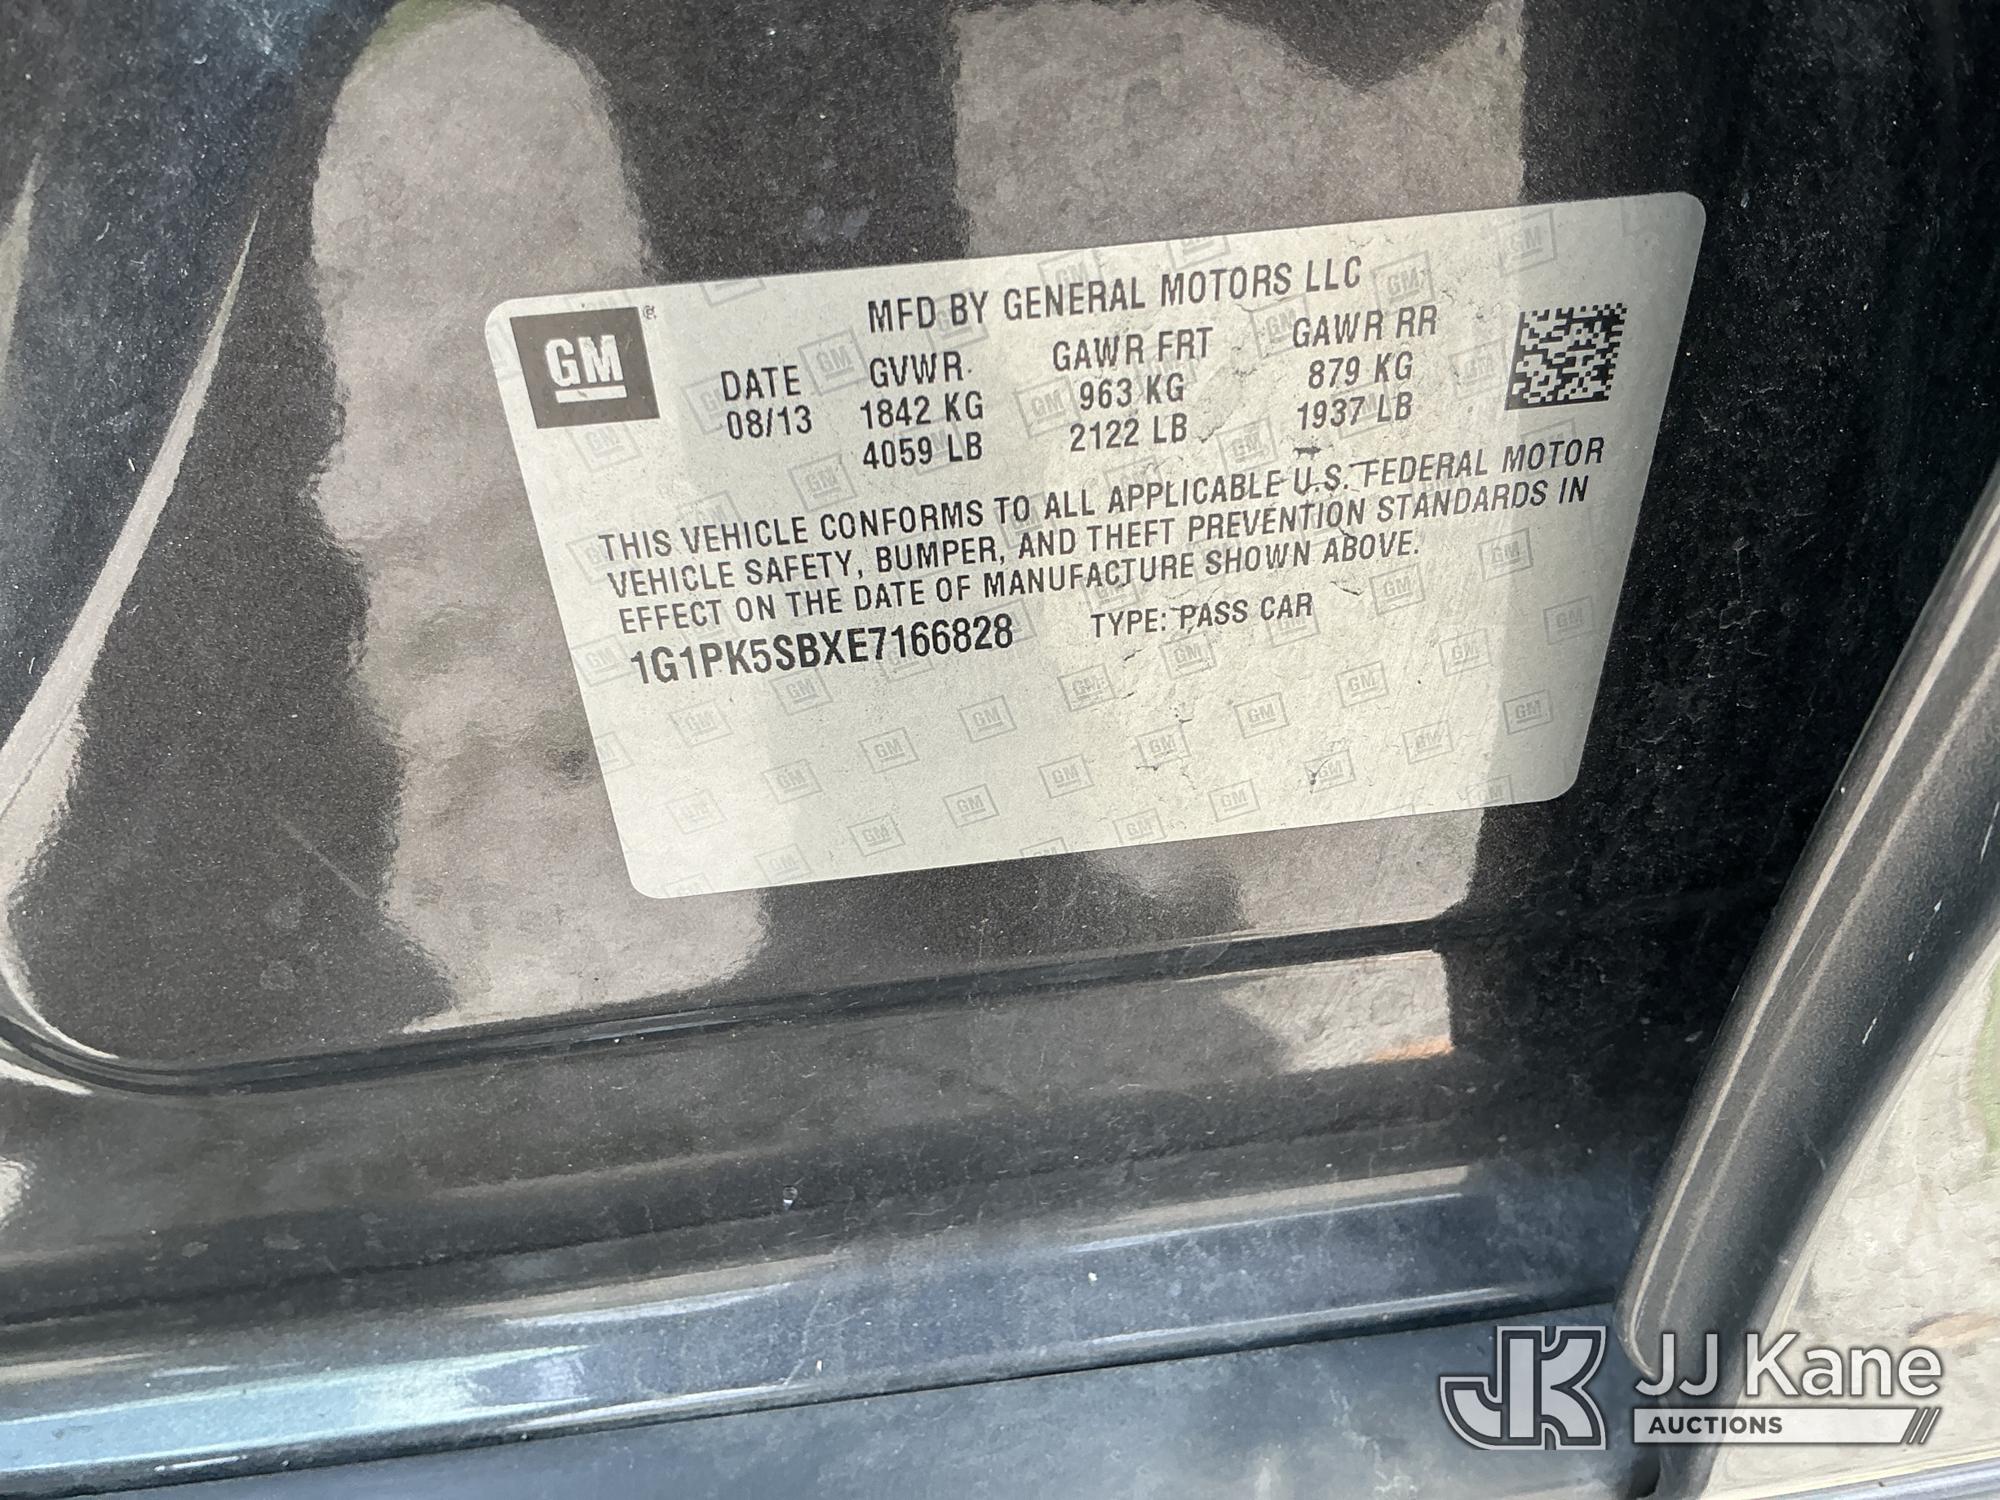 GM
MFD BY GENERAL MOTORS LLC
DATE GVWR GAWR FRT GAWR RR
08/13 1842 KG 963 KG 879 KG
4059 LB 2122 LB 1937 LB
THIS VEHICLE CONFORMS TO ALL APPLICABLE U.S. FEDERAL MOTOR
VEHICLE SAFETY, BUMPER, AND THEFT PREVENTION STANDARDS IN
EFFECT ON THE DATE OF MANUFACTURE SHOWN ABOVE.
1G1PK5SBXE7166828 TYPE: PASS CAR
JK JJ Kane
AUCTIONS